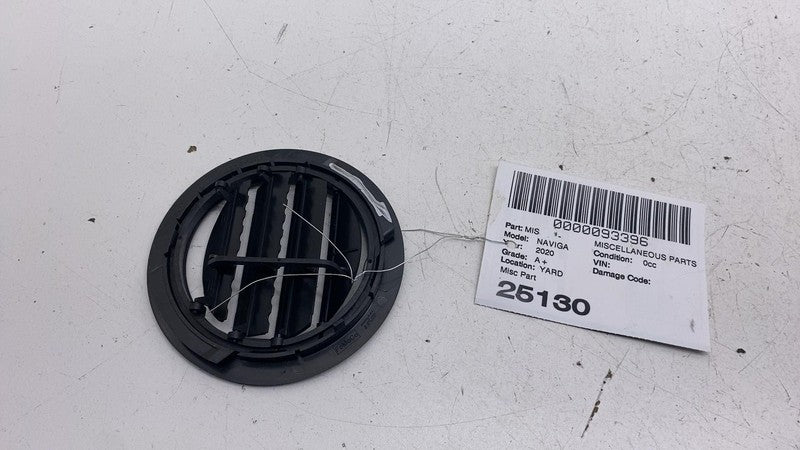 0000093396
Part: MIS
MISCELLANEOUS PARTS
Model: NAVIGA
Condition: 0cc
Year: 2020
VIN:
Grade: A+
Damage Code:
Location: YARD
Misc Part
25130